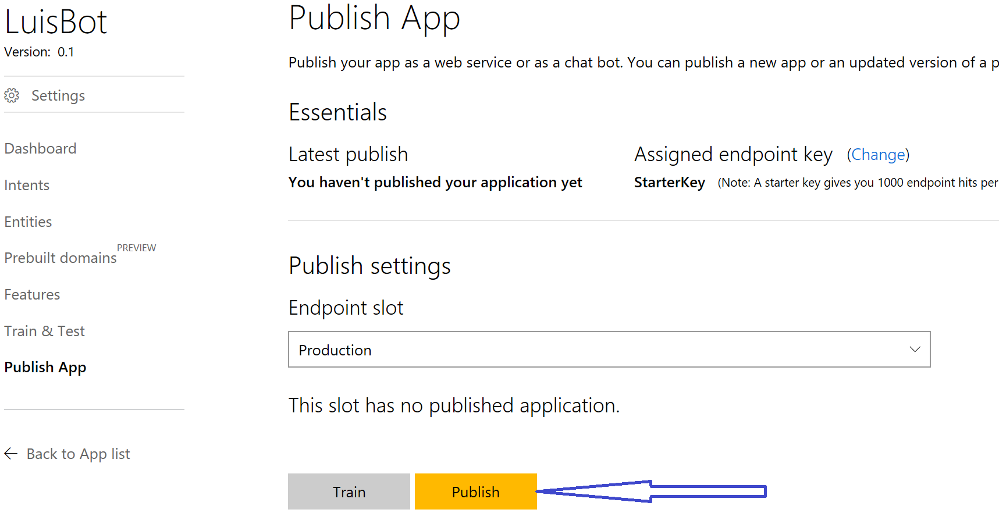 LuisBot
Version: 0.1
Settings
Dashboard
Intents
Entities
Prebuilt domains PREVIEW
Features
Train & Test
Publish App
Back to App list
Publish App
Publish your app as a web service or as a chat bot. You can publish a new app or an updated version of a p
Essentials
Latest publish
You haven't published your application yet
Assigned endpoint key (Change)
StarterKey (Note: A starter key gives you 1000 endpoint hits per
Publish settings
Endpoint slot
Production
This slot has no published application.
Train
Publish